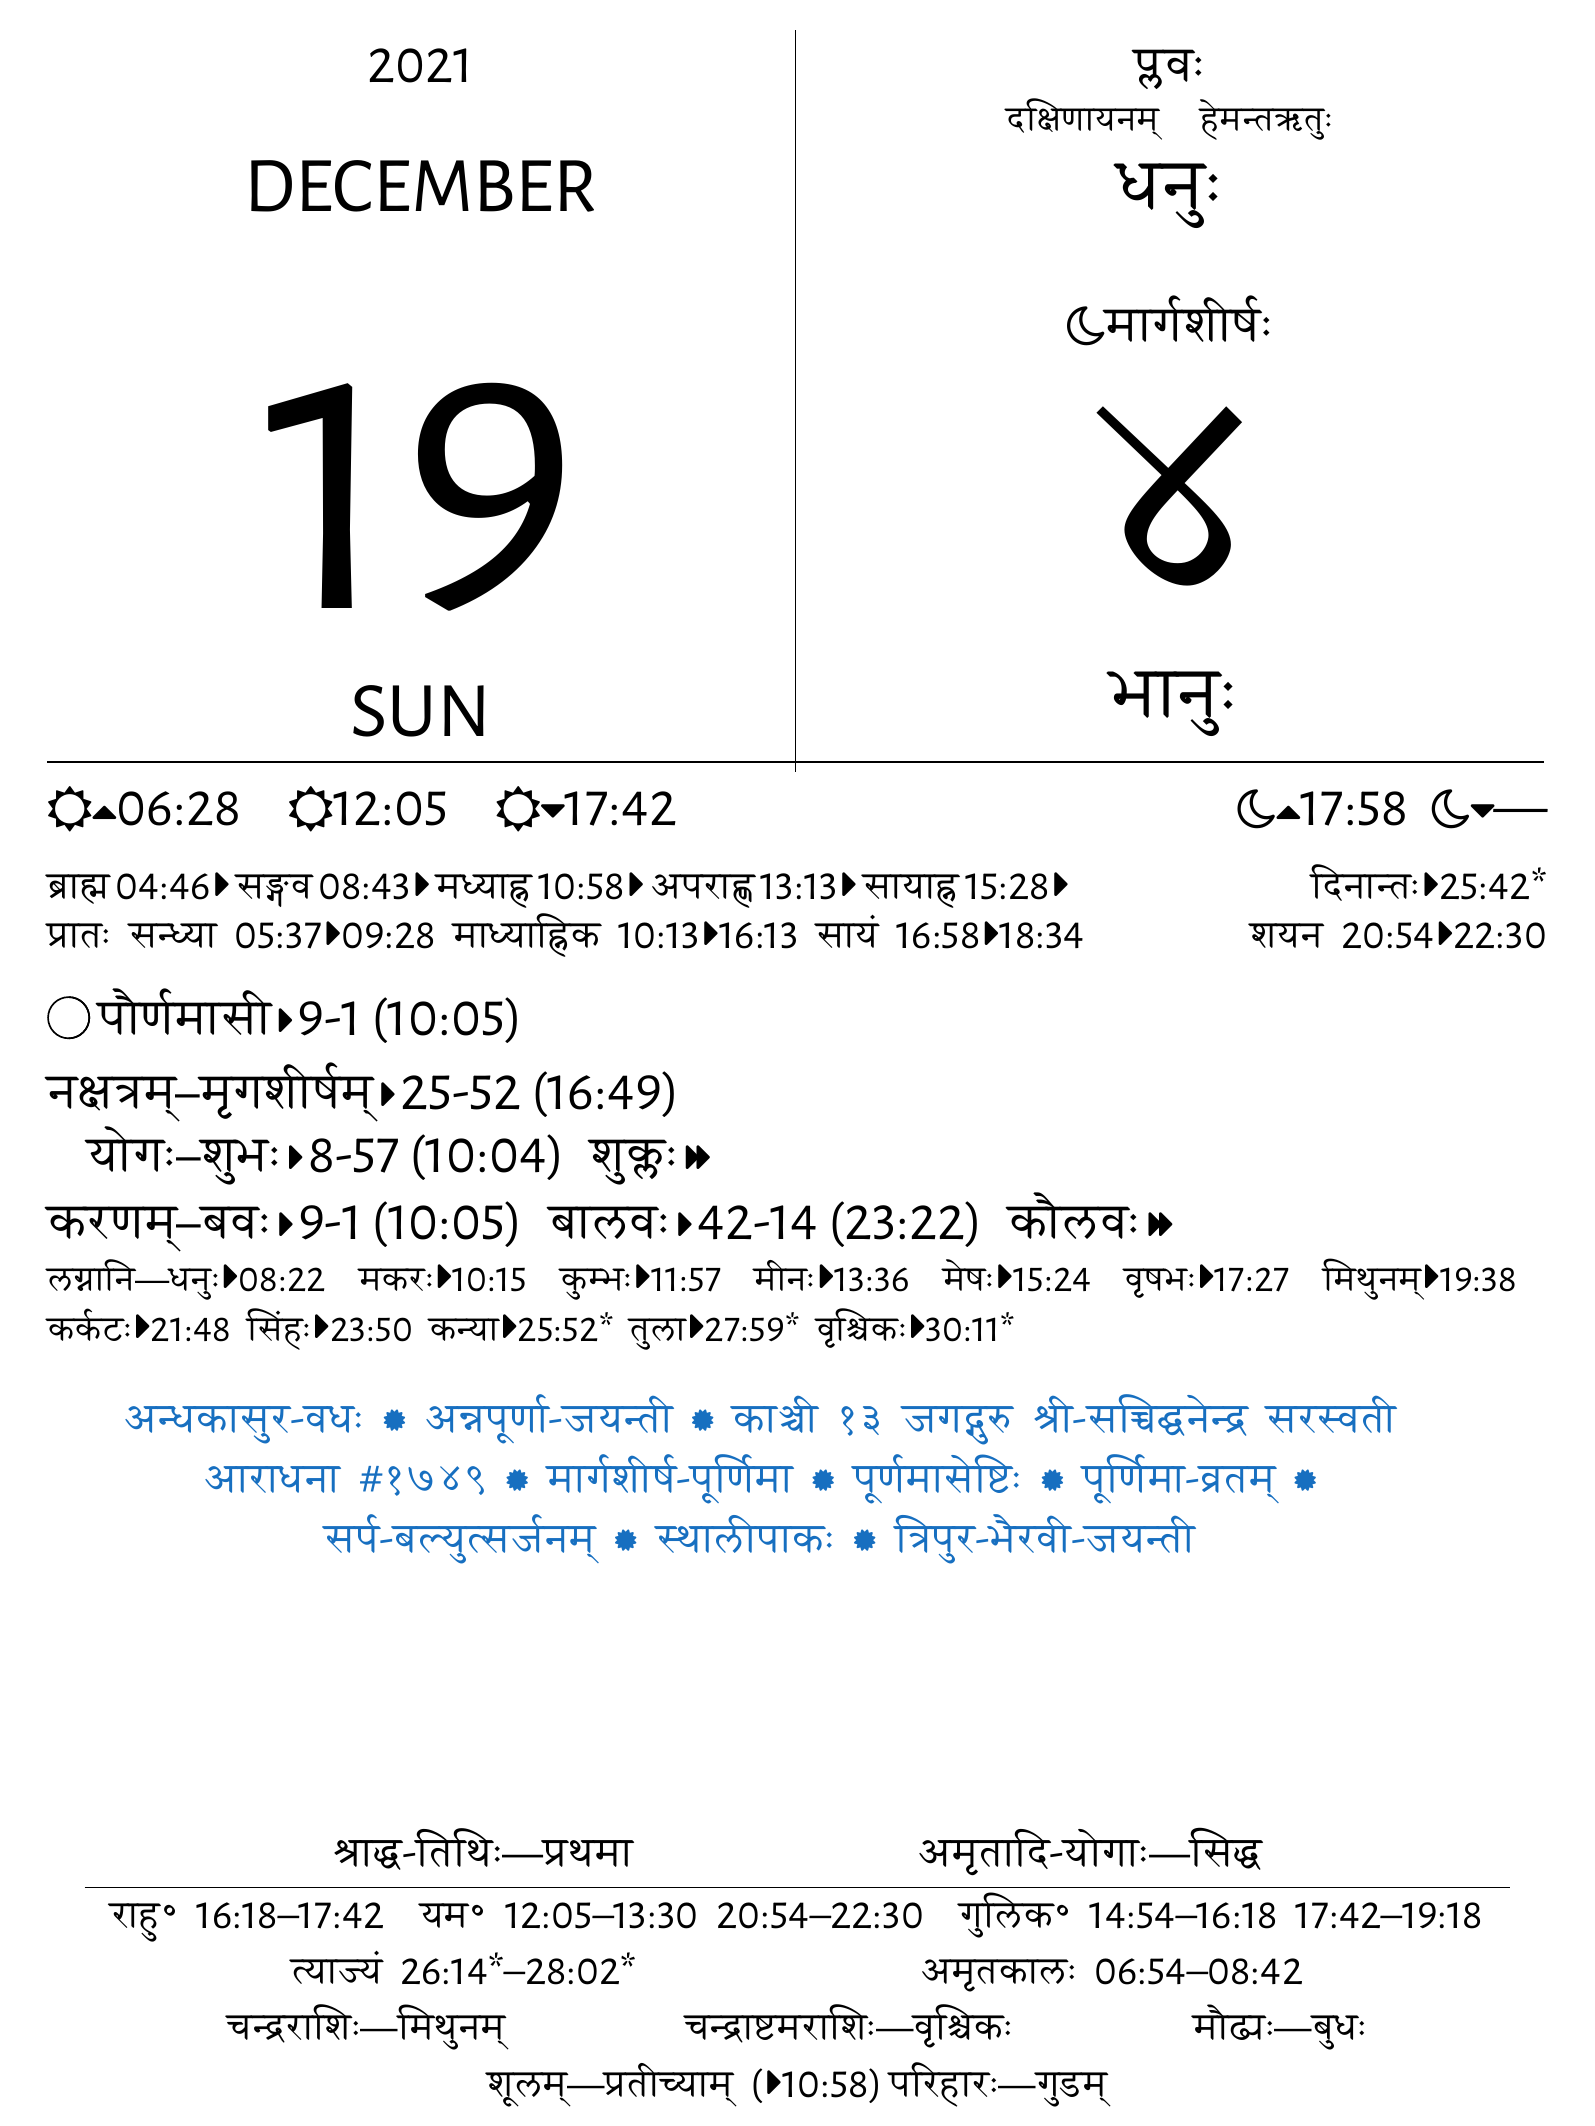 2021
DECEMBER
19
SUN
प्लवः
दक्षिणायनम् हेमन्तऋतुः
धनुः
मार्गशीर्षः
४
भानुः
06:28 12:05 17:42 17:58 —
ब्राह्म 04:46 सङ्गव 08:43 मध्याह्न 10:58 अपराह्ण 13:13 सायाह्न 15:28 दिनान्तः 25:42*
प्रातः सन्ध्या 05:37 09:28 माध्याह्निक 10:13 16:13 सायं 16:58 18:34 शयन 20:54 22:30
पौर्णमासी 9-1 (10:05)
नक्षत्रम्–मृगशीर्षम् 25-52 (16:49)
योगः–शुभः 8-57 (10:04) शुक्लः
करणम्–बवः 9-1 (10:05) बालवः 42-14 (23:22) कौलवः
लग्नानि—धनुः 08:22 मकरः 10:15 कुम्भः 11:57 मीनः 13:36 मेषः 15:24 वृषभः 17:27 मिथुनम् 19:38
कर्कटः 21:48 सिंहः 23:50 कन्या 25:52* तुला 27:59* वृश्चिकः 30:11*
अन्धकासुर-वधः ✹ अन्नपूर्णा-जयन्ती ✹ काञ्ची १३ जगद्गुरु श्री-सच्चिद्घनेन्द्र सरस्वती
आराधना #१७४९ ✹ मार्गशीर्ष-पूर्णिमा ✹ पूर्णमासेष्टिः ✹ पूर्णिमा-व्रतम् ✹
सर्प-बल्युत्सर्जनम् ✹ स्थालीपाकः ✹ त्रिपुर-भैरवी-जयन्ती
श्राद्ध-तिथिः—प्रथमा अमृतादि-योगाः—सिद्ध
राहु॰ 16:18–17:42 यम॰ 12:05–13:30 20:54–22:30 गुलिक॰ 14:54–16:18 17:42–19:18
त्याज्यं 26:14*–28:02* अमृतकालः 06:54–08:42
चन्द्रराशिः—मिथुनम् चन्द्राष्टमराशिः—वृश्चिकः मौढ्यः—बुधः
शूलम्—प्रतीच्याम् (10:58) परिहारः—गुडम्